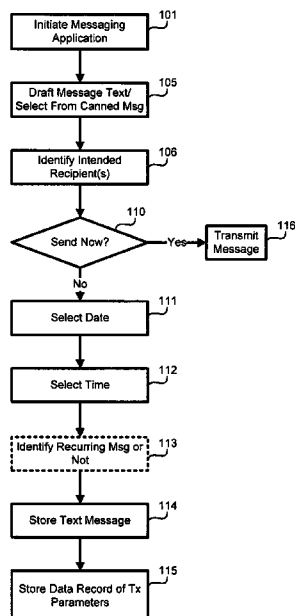 101
Initiate Messaging
Application
105
Draft Message Text/
Select From Canned Msg
106
Identify Intended
Recipient(s)
110
Send Now?
Yes
116
Transmit
Message
No
111
Select Date
112
Select Time
113
Identify Recurring Msg or
Not
114
Store Text Message
115
Store Data Record of Tx
Parameters